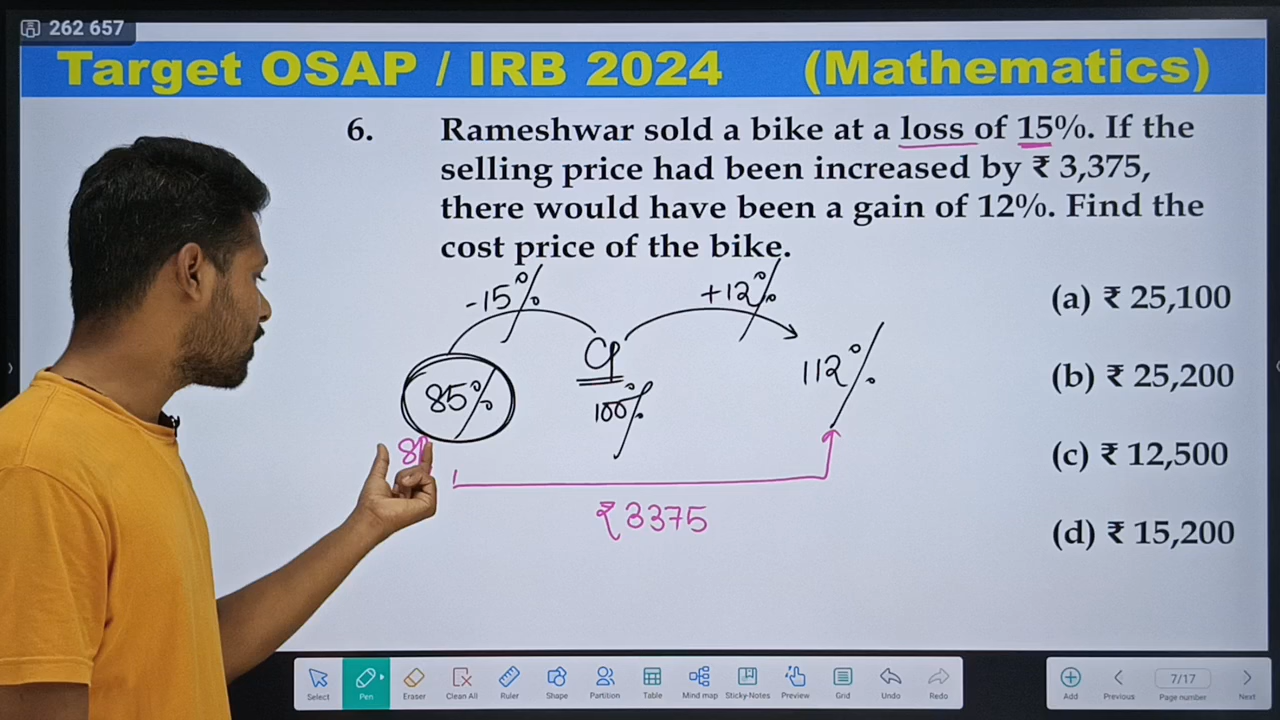 262 657
Target OSAP / IRB 2024 (Mathematics)
6. Rameshwar sold a bike at a loss of 15%. If the
selling price had been increased by ₹ 3,375,
there would have been a gain of 12%. Find the
cost price of the bike.
-15% +12%
CP
85% 100% 112%
SP
₹3375
(a) ₹ 25,100
(b) ₹ 25,200
(c) ₹ 12,500
(d) ₹ 15,200
Select Pen Eraser Clean All Ruler Shape Partition Table Mind map Sticky-Notes Preview Grid Undo Redo
Add Previous 7/17 Page number Next